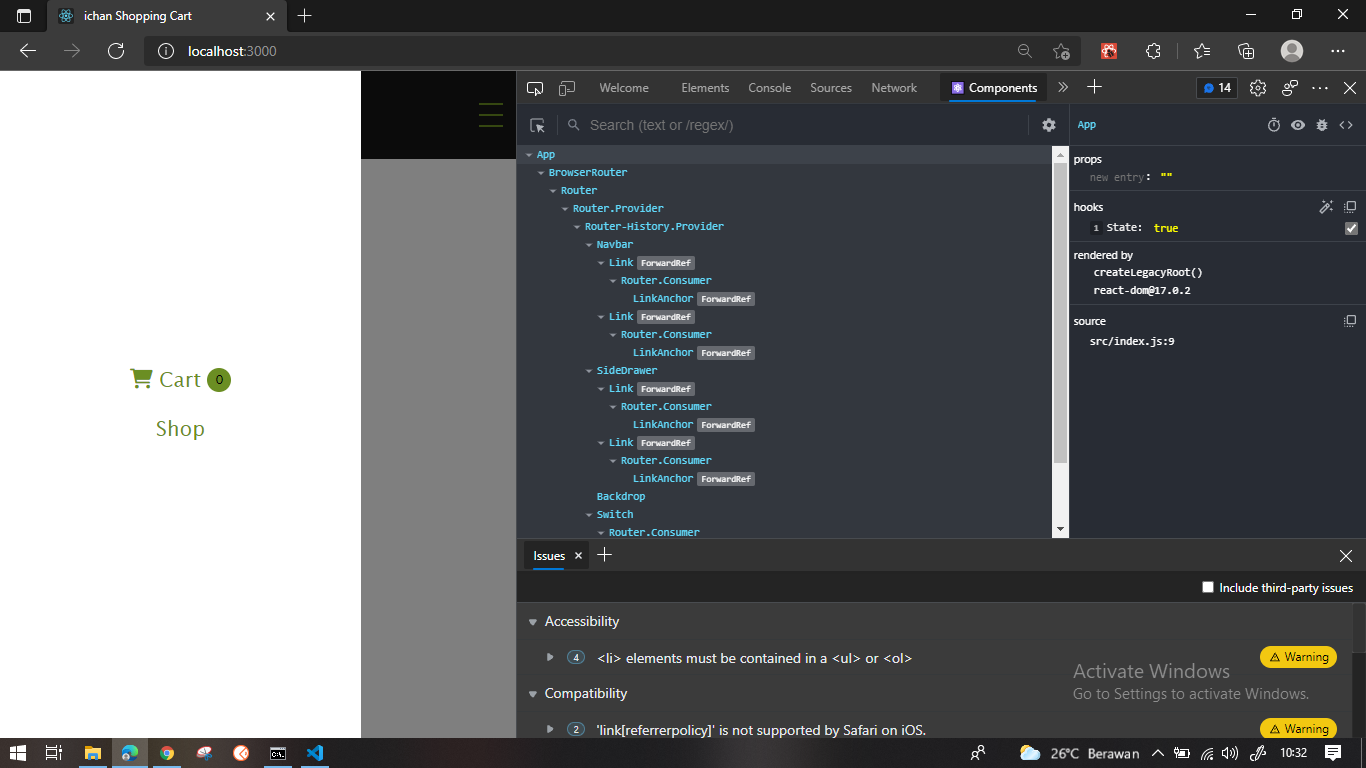 ichan Shopping Cart
localhost:3000
Welcome Elements Console Sources Network Components 14
Search (text or /regex/)
App
BrowserRouter
Router
Router.Provider
Router-History.Provider
Navbar
Link ForwardRef
Router.Consumer
LinkAnchor ForwardRef
Link ForwardRef
Router.Consumer
LinkAnchor ForwardRef
SideDrawer
Link ForwardRef
Router.Consumer
LinkAnchor ForwardRef
Link ForwardRef
Router.Consumer
LinkAnchor ForwardRef
Backdrop
Switch
Router.Consumer
App
props
new entry: ""
hooks
1 State: true
rendered by
createLegacyRoot()
react-dom@17.0.2
source
src/index.js:9
Cart 0
Shop
Issues
Include third-party issues
Accessibility
4 <li> elements must be contained in a <ul> or <ol> Warning
Compatibility
2 'link[referrerpolicy]' is not supported by Safari on iOS. Warning
Activate Windows
Go to Settings to activate Windows.
26°C Berawan 10:32